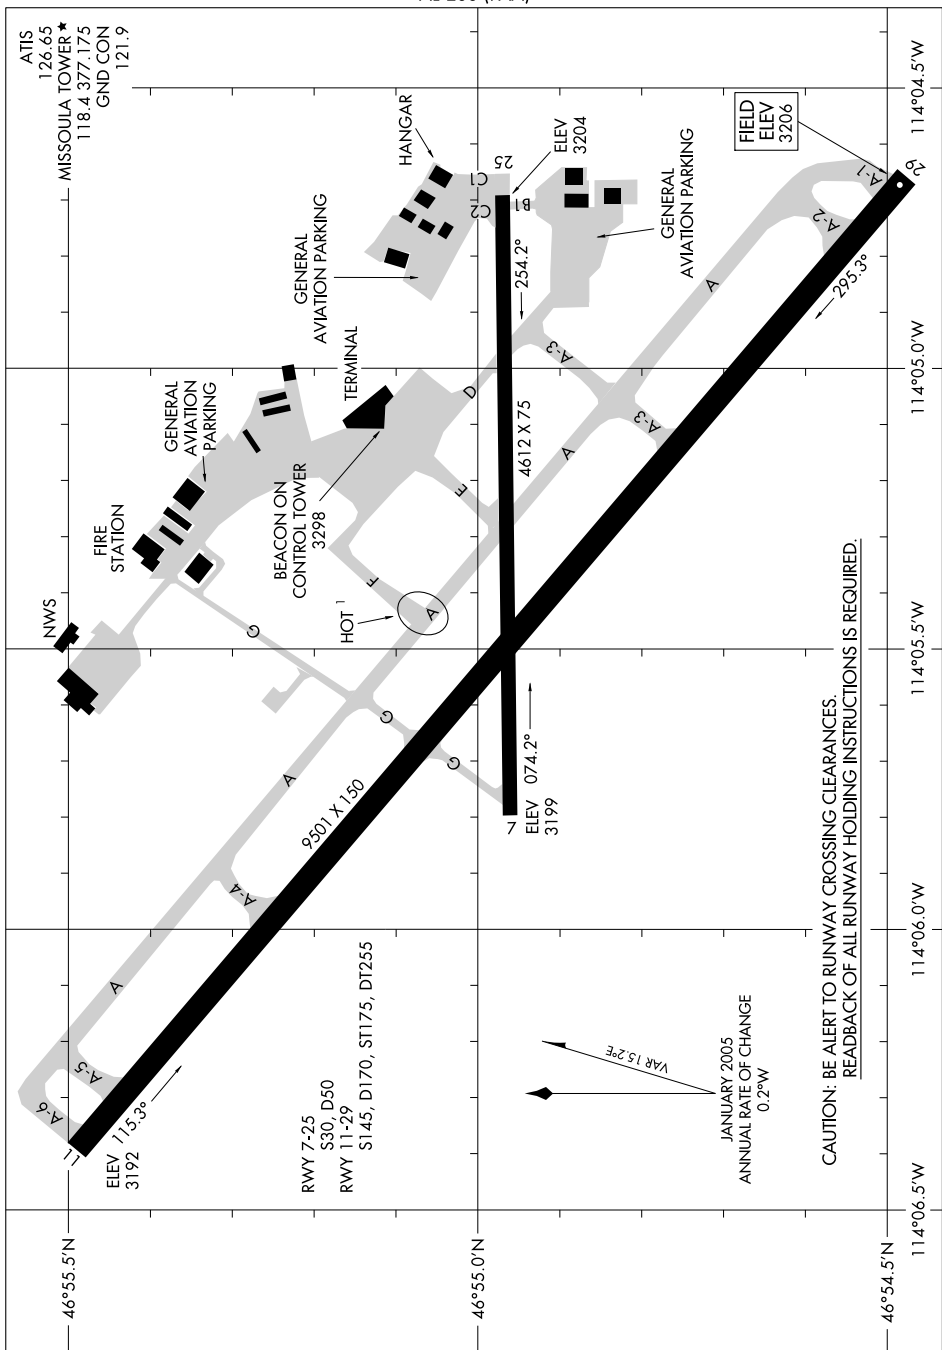 ATIS
126.65
MISSOULA TOWER★
118.4 377.175
GND CON
121.9
HANGAR
GENERAL
AVIATION PARKING
C1
C2
25
B1
ELEV
3204
GENERAL
AVIATION PARKING
FIELD
ELEV
3206
A-1
29
A-2
254.2°
295.3°
A
TERMINAL
GENERAL
AVIATION
PARKING
FIRE
STATION
NWS
BEACON ON
CONTROL TOWER
3298
D
A-3
A-3
4612 X 75
A
E
F
HOT 1
A
G
G
G
A
9501 X 150
074.2°
7
ELEV
3199
A-4
A
A-5
A-6
115.3°
11
ELEV
3192
RWY 7-25
S30, D50
RWY 11-29
S145, D170, ST175, DT255
VAR 15.2°E
JANUARY 2005
ANNUAL RATE OF CHANGE
0.2°W
CAUTION: BE ALERT TO RUNWAY CROSSING CLEARANCES.
READBACK OF ALL RUNWAY HOLDING INSTRUCTIONS IS REQUIRED.
46°55.5'N
46°55.0'N
46°54.5'N
114°04.5'W
114°05.0'W
114°05.5'W
114°06.0'W
114°06.5'W